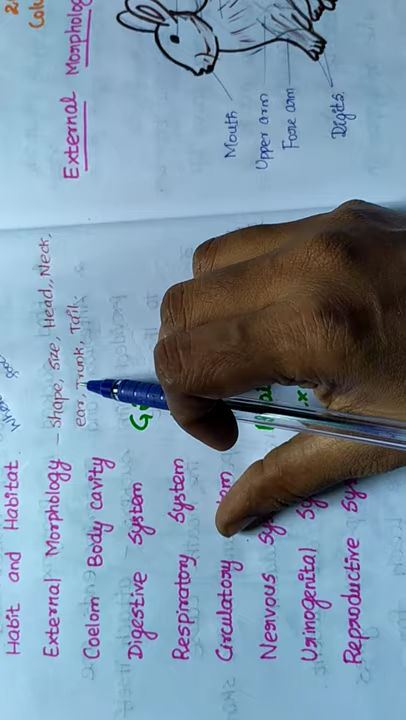 Habit and Habitat
External Morphology - Shape, Size, Head, Neck,
ear, Trunk, Tail.
Coelom Body cavity
Digestive System
Respiratory System
Circulatory
Nervous
Urinogenital
Reproductive
External Morphology
Mouth
Upper arm
Fore arm
Digits.